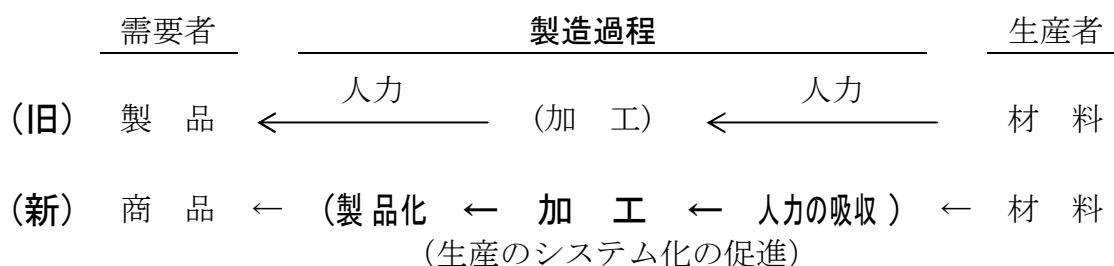 需要者 製造過程 生産者
人力 人力
(旧) 製 品 ← (加 工) ← 材 料
(新) 商 品 ← (製品化 ← 加 工 ← 人力の吸収) ← 材 料
(生産のシステム化の促進)